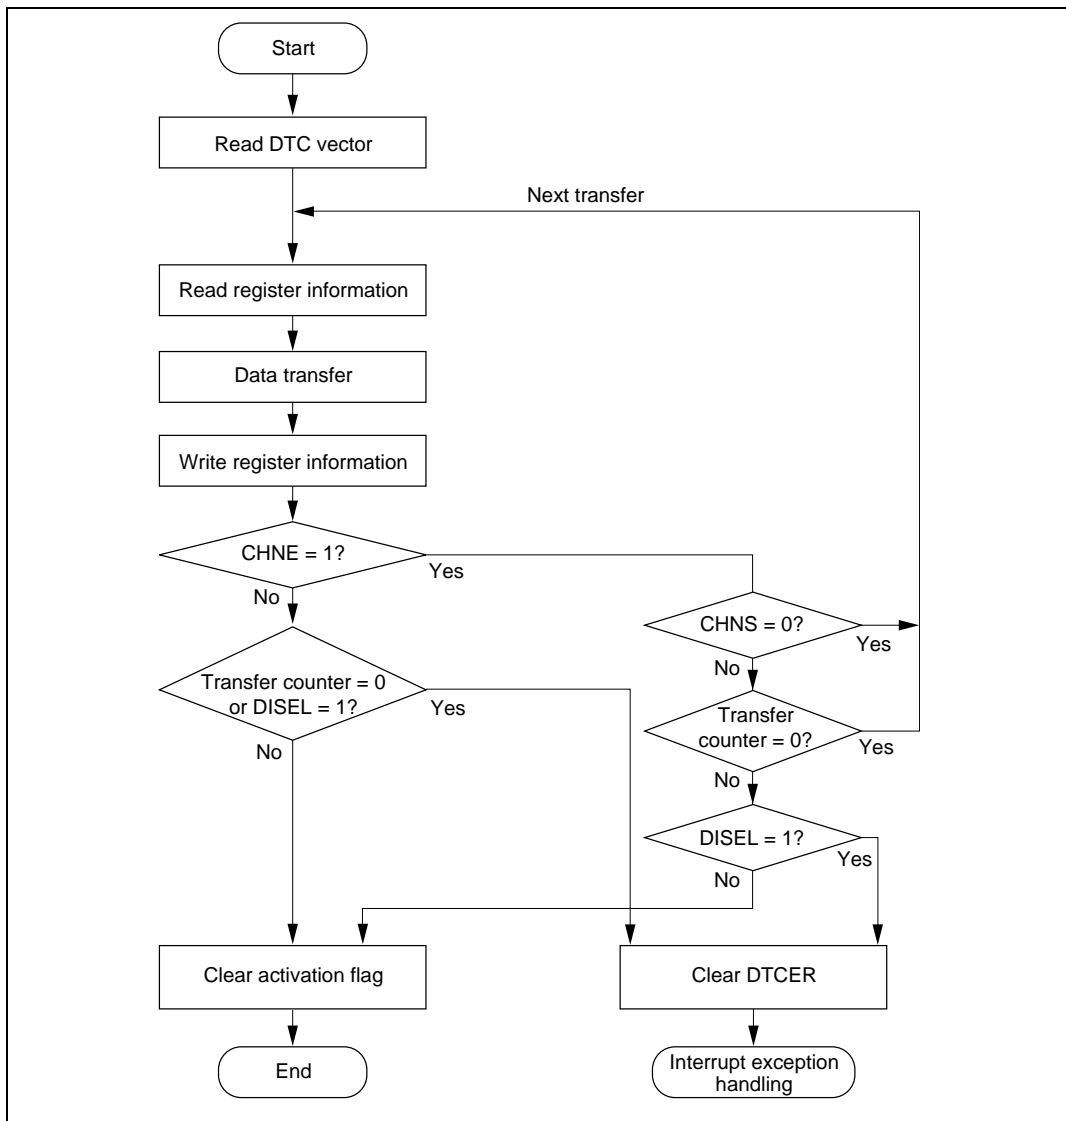 Start
Read DTC vector
Next transfer
Read register information
Data transfer
Write register information
CHNE = 1?
Yes
No
CHNS = 0?
Yes
No
Transfer counter = 0
or DISEL = 1?
Yes
No
Transfer
counter = 0?
Yes
No
DISEL = 1?
Yes
No
Clear activation flag
Clear DTCER
End
Interrupt exception
handling